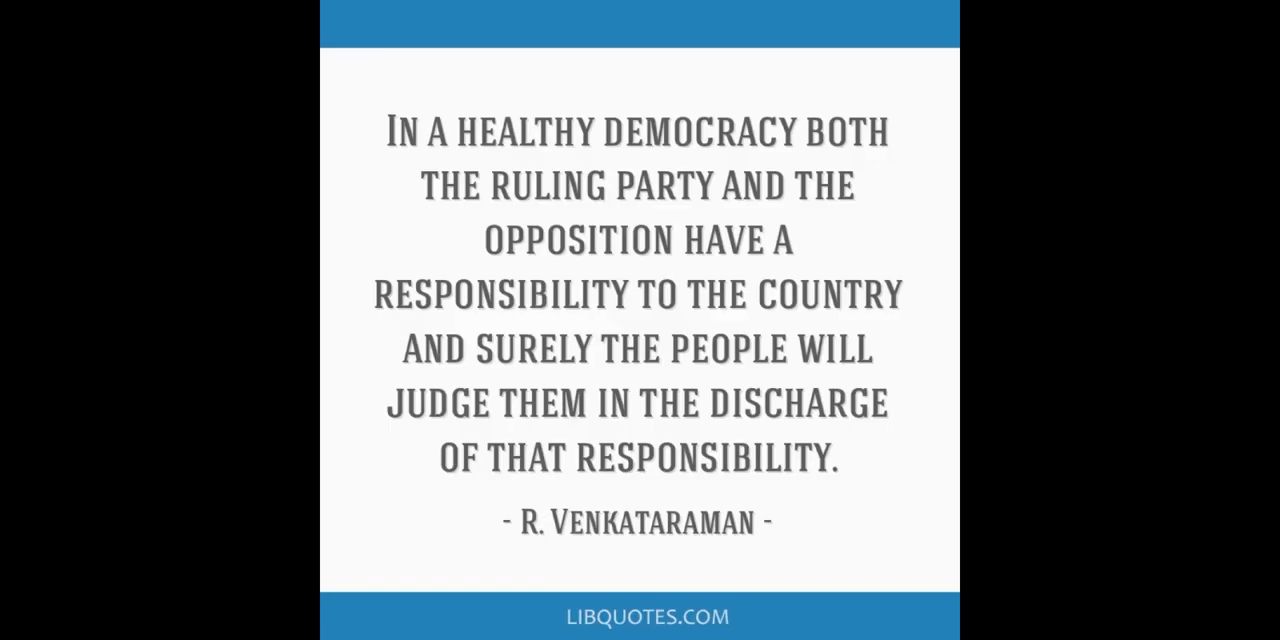 In a healthy democracy both
the ruling party and the
opposition have a
responsibility to the country
and surely the people will
judge them in the discharge
of that responsibility.
- R. Venkataraman -
LIBQUOTES.COM